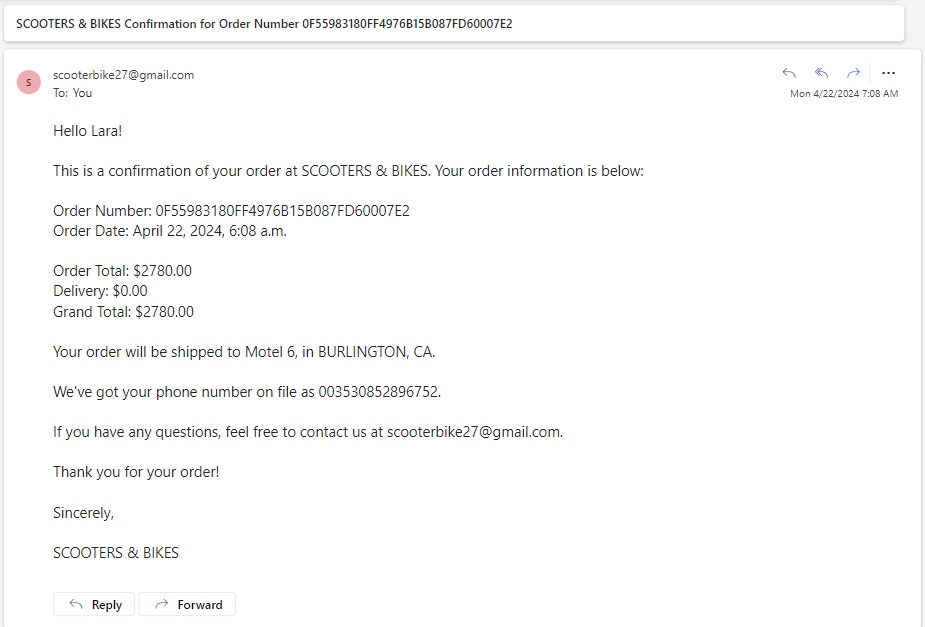 SCOOTERS & BIKES Confirmation for Order Number 0F55983180FF4976B15B087FD60007E2
S
scooterbike27@gmail.com
To: You
Mon 4/22/2024 7:08 AM
Hello Lara!
This is a confirmation of your order at SCOOTERS & BIKES. Your order information is below:
Order Number: 0F55983180FF4976B15B087FD60007E2
Order Date: April 22, 2024, 6:08 a.m.
Order Total: $2780.00
Delivery: $0.00
Grand Total: $2780.00
Your order will be shipped to Motel 6, in BURLINGTON, CA.
We've got your phone number on file as 003530852896752.
If you have any questions, feel free to contact us at scooterbike27@gmail.com.
Thank you for your order!
Sincerely,
SCOOTERS & BIKES
Reply
Forward